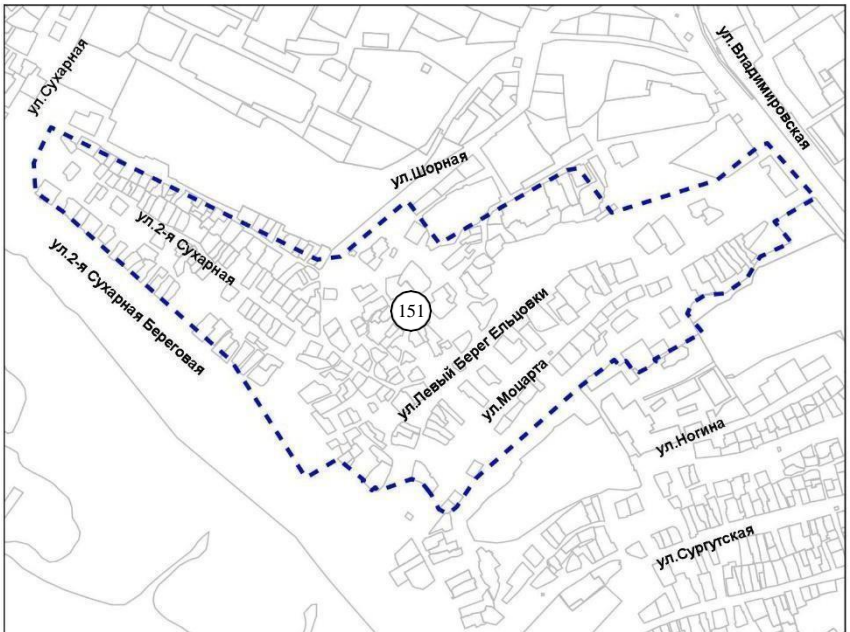 ул.Сухарная
ул.Владимировская
ул.Шорная
ул.2-я Сухарная
ул.2-я Сухарная Береговая
151
ул.Левый Берег Ельцовки
ул.Моцарта
ул.Ногина
ул.Сургутская